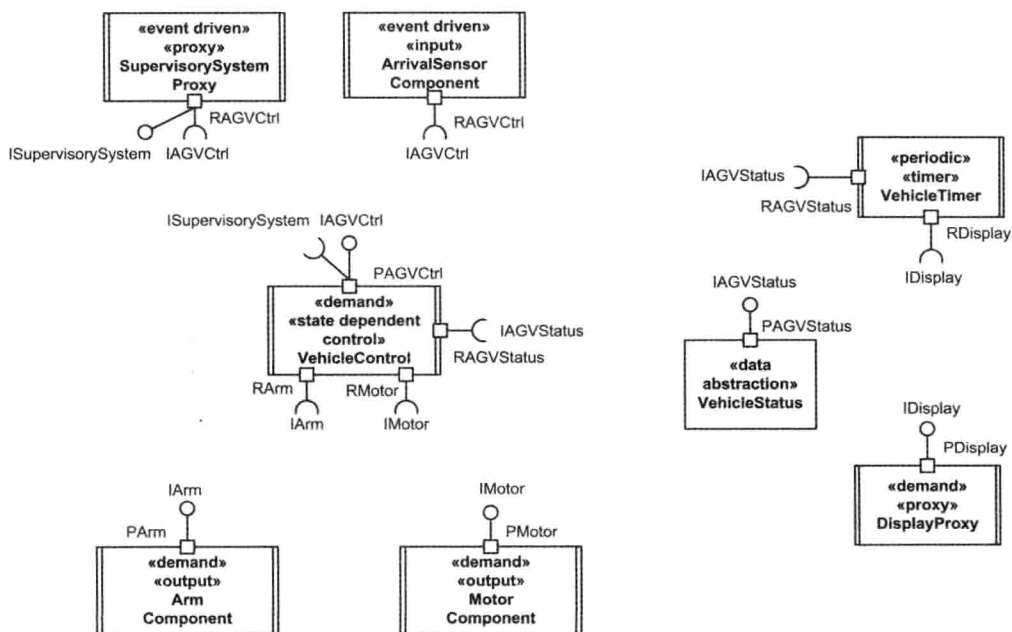 «event driven»
«proxy»
SupervisorySystem
Proxy
RAGVCtrl
ISupervisorySystem IAGVCtrl
«event driven»
«input»
ArrivalSensor
Component
RAGVCtrl
IAGVCtrl
«periodic»
«timer»
VehicleTimer
IAGVStatus
RAGVStatus
RDisplay
IDisplay
ISupervisorySystem IAGVCtrl
PAGVCtrl
«demand»
«state dependent
control»
VehicleControl
IAGVStatus
RAGVStatus
RArm
RMotor
IArm
IMotor
IAGVStatus
PAGVStatus
«data
abstraction»
VehicleStatus
IDisplay
PDisplay
«demand»
«proxy»
DisplayProxy
IArm
PArm
«demand»
«output»
Arm
Component
IMotor
PMotor
«demand»
«output»
Motor
Component